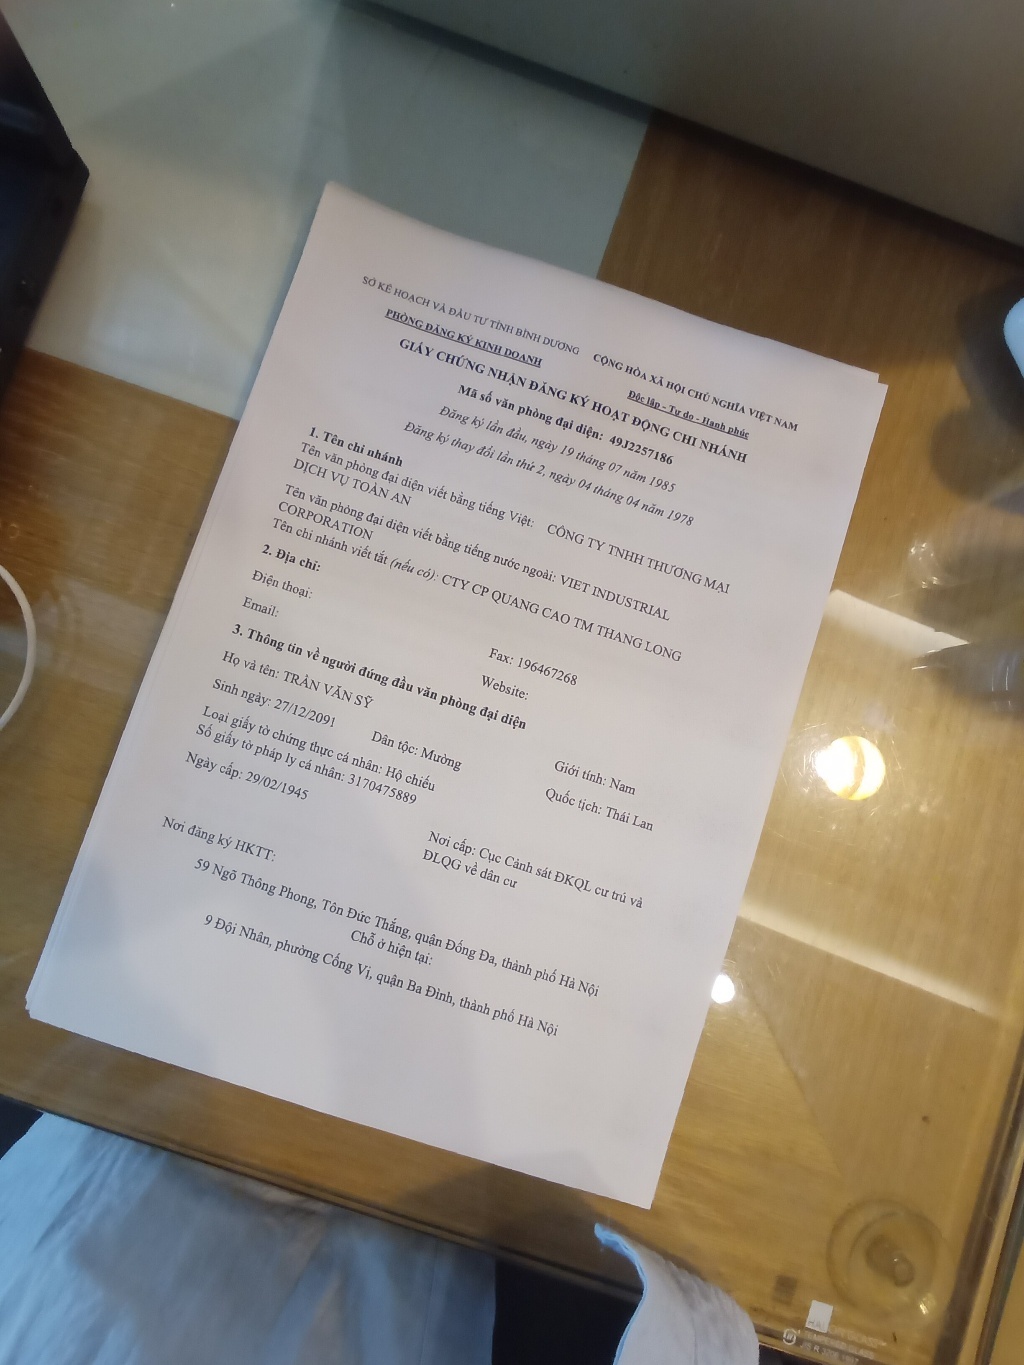 SỞ KẾ HOẠCH VÀ ĐẦU TƯ TỈNH BÌNH DƯƠNG
PHÒNG ĐĂNG KÝ KINH DOANH
CỘNG HÒA XÃ HỘI CHỦ NGHĨA VIỆT NAM
Độc lập - Tự do - Hạnh phúc
GIẤY CHỨNG NHẬN ĐĂNG KÝ HOẠT ĐỘNG CHI NHÁNH
Mã số văn phòng đại diện: 49J2257186
Đăng ký lần đầu, ngày 19 tháng 07 năm 1985
Đăng ký thay đổi lần thứ 2, ngày 04 tháng 04 năm 1978
1. Tên chi nhánh
Tên văn phòng đại diện viết bằng tiếng Việt: CÔNG TY TNHH THƯƠNG MẠI
DỊCH VỤ TOÀN AN
Tên văn phòng đại diện viết bằng tiếng nước ngoài: VIET INDUSTRIAL
CORPORATION
Tên chi nhánh viết tắt (nếu có): CTY CP QUANG CAO TM THANG LONG
2. Địa chỉ:
Điện thoại: Fax: 196467268
Email: Website:
3. Thông tin về người đứng đầu văn phòng đại diện
Họ và tên: TRẦN VĂN SỸ Giới tính: Nam
Sinh ngày: 27/12/2091 Dân tộc: Mường Quốc tịch: Thái Lan
Loại giấy tờ chứng thực cá nhân: Hộ chiếu
Số giấy tờ pháp lý cá nhân: 3170475889
Ngày cấp: 29/02/1945 Nơi cấp: Cục Cảnh sát ĐKQL cư trú và
ĐLQG về dân cư
Nơi đăng ký HKTT:
59 Ngõ Thông Phong, Tôn Đức Thắng, quận Đống Đa, thành phố Hà Nội
Chỗ ở hiện tại:
9 Đội Nhân, phường Cống Vị, quận Ba Đình, thành phố Hà Nội